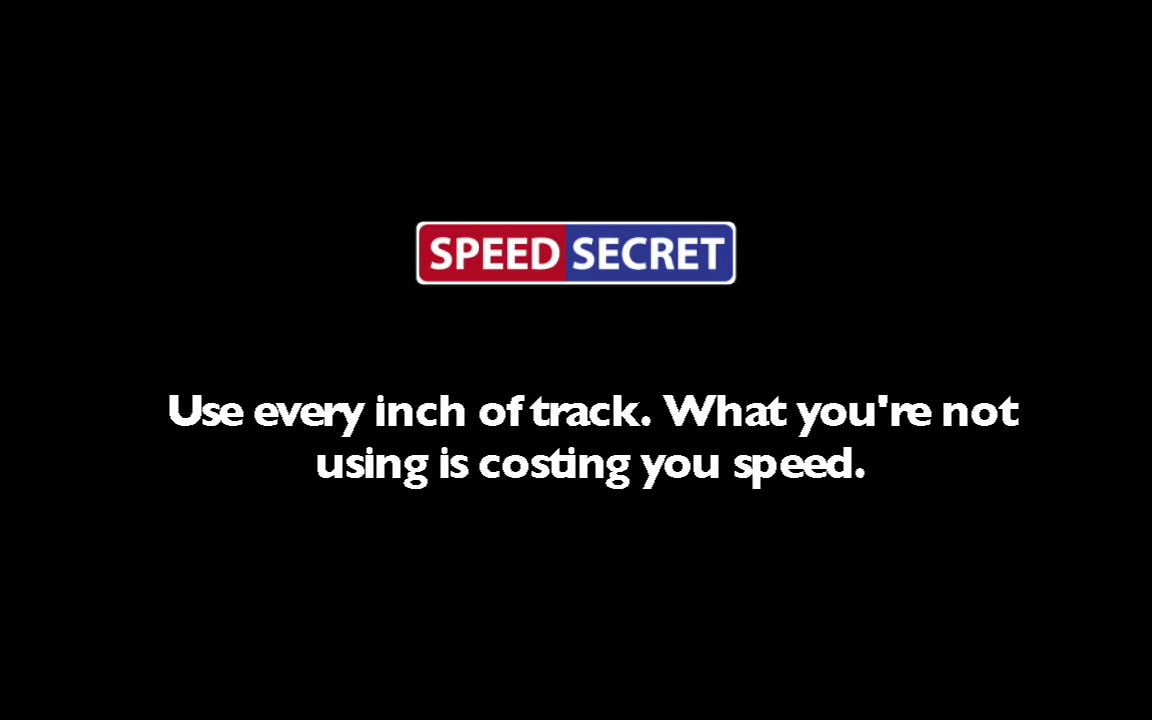 SPEED SECRET
Use every inch of track. What you're not
using is costing you speed.